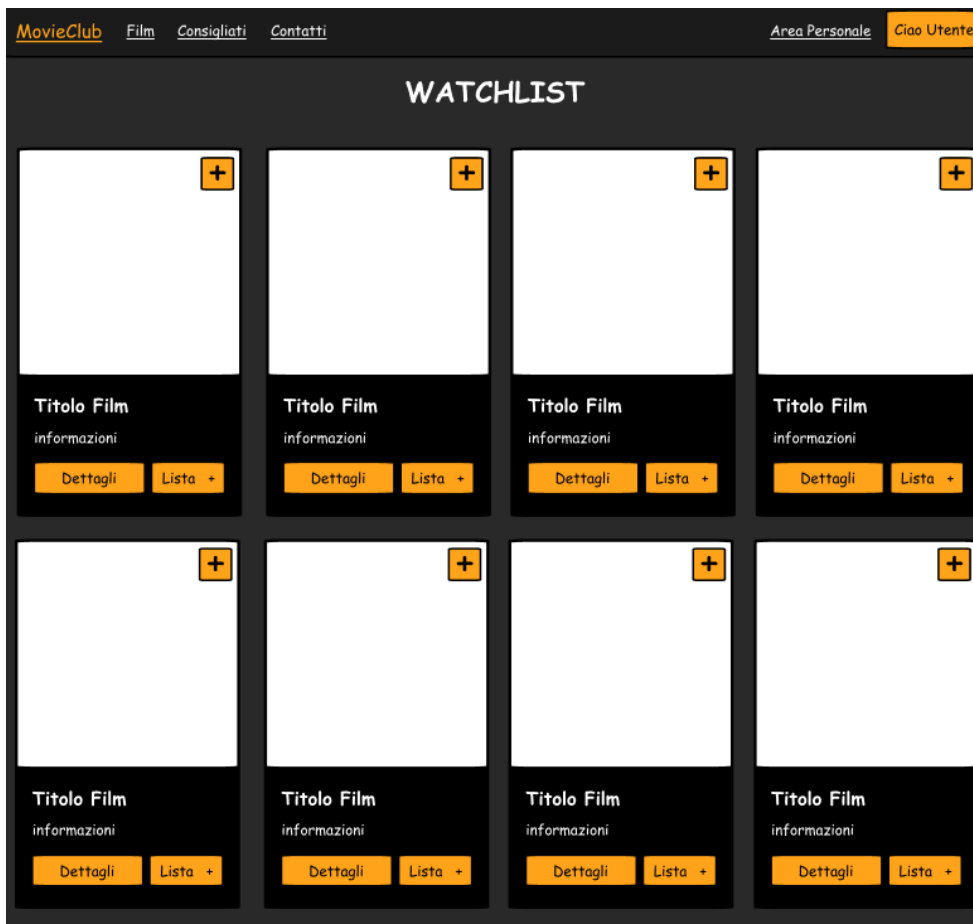 MovieClub Film Consigliati Contatti Area Personale Ciao Utente
WATCHLIST
+ + + +
Titolo Film Titolo Film Titolo Film Titolo Film
informazioni informazioni informazioni informazioni
Dettagli Lista + Dettagli Lista + Dettagli Lista + Dettagli Lista +
+ + + +
Titolo Film Titolo Film Titolo Film Titolo Film
informazioni informazioni informazioni informazioni
Dettagli Lista + Dettagli Lista + Dettagli Lista + Dettagli Lista +